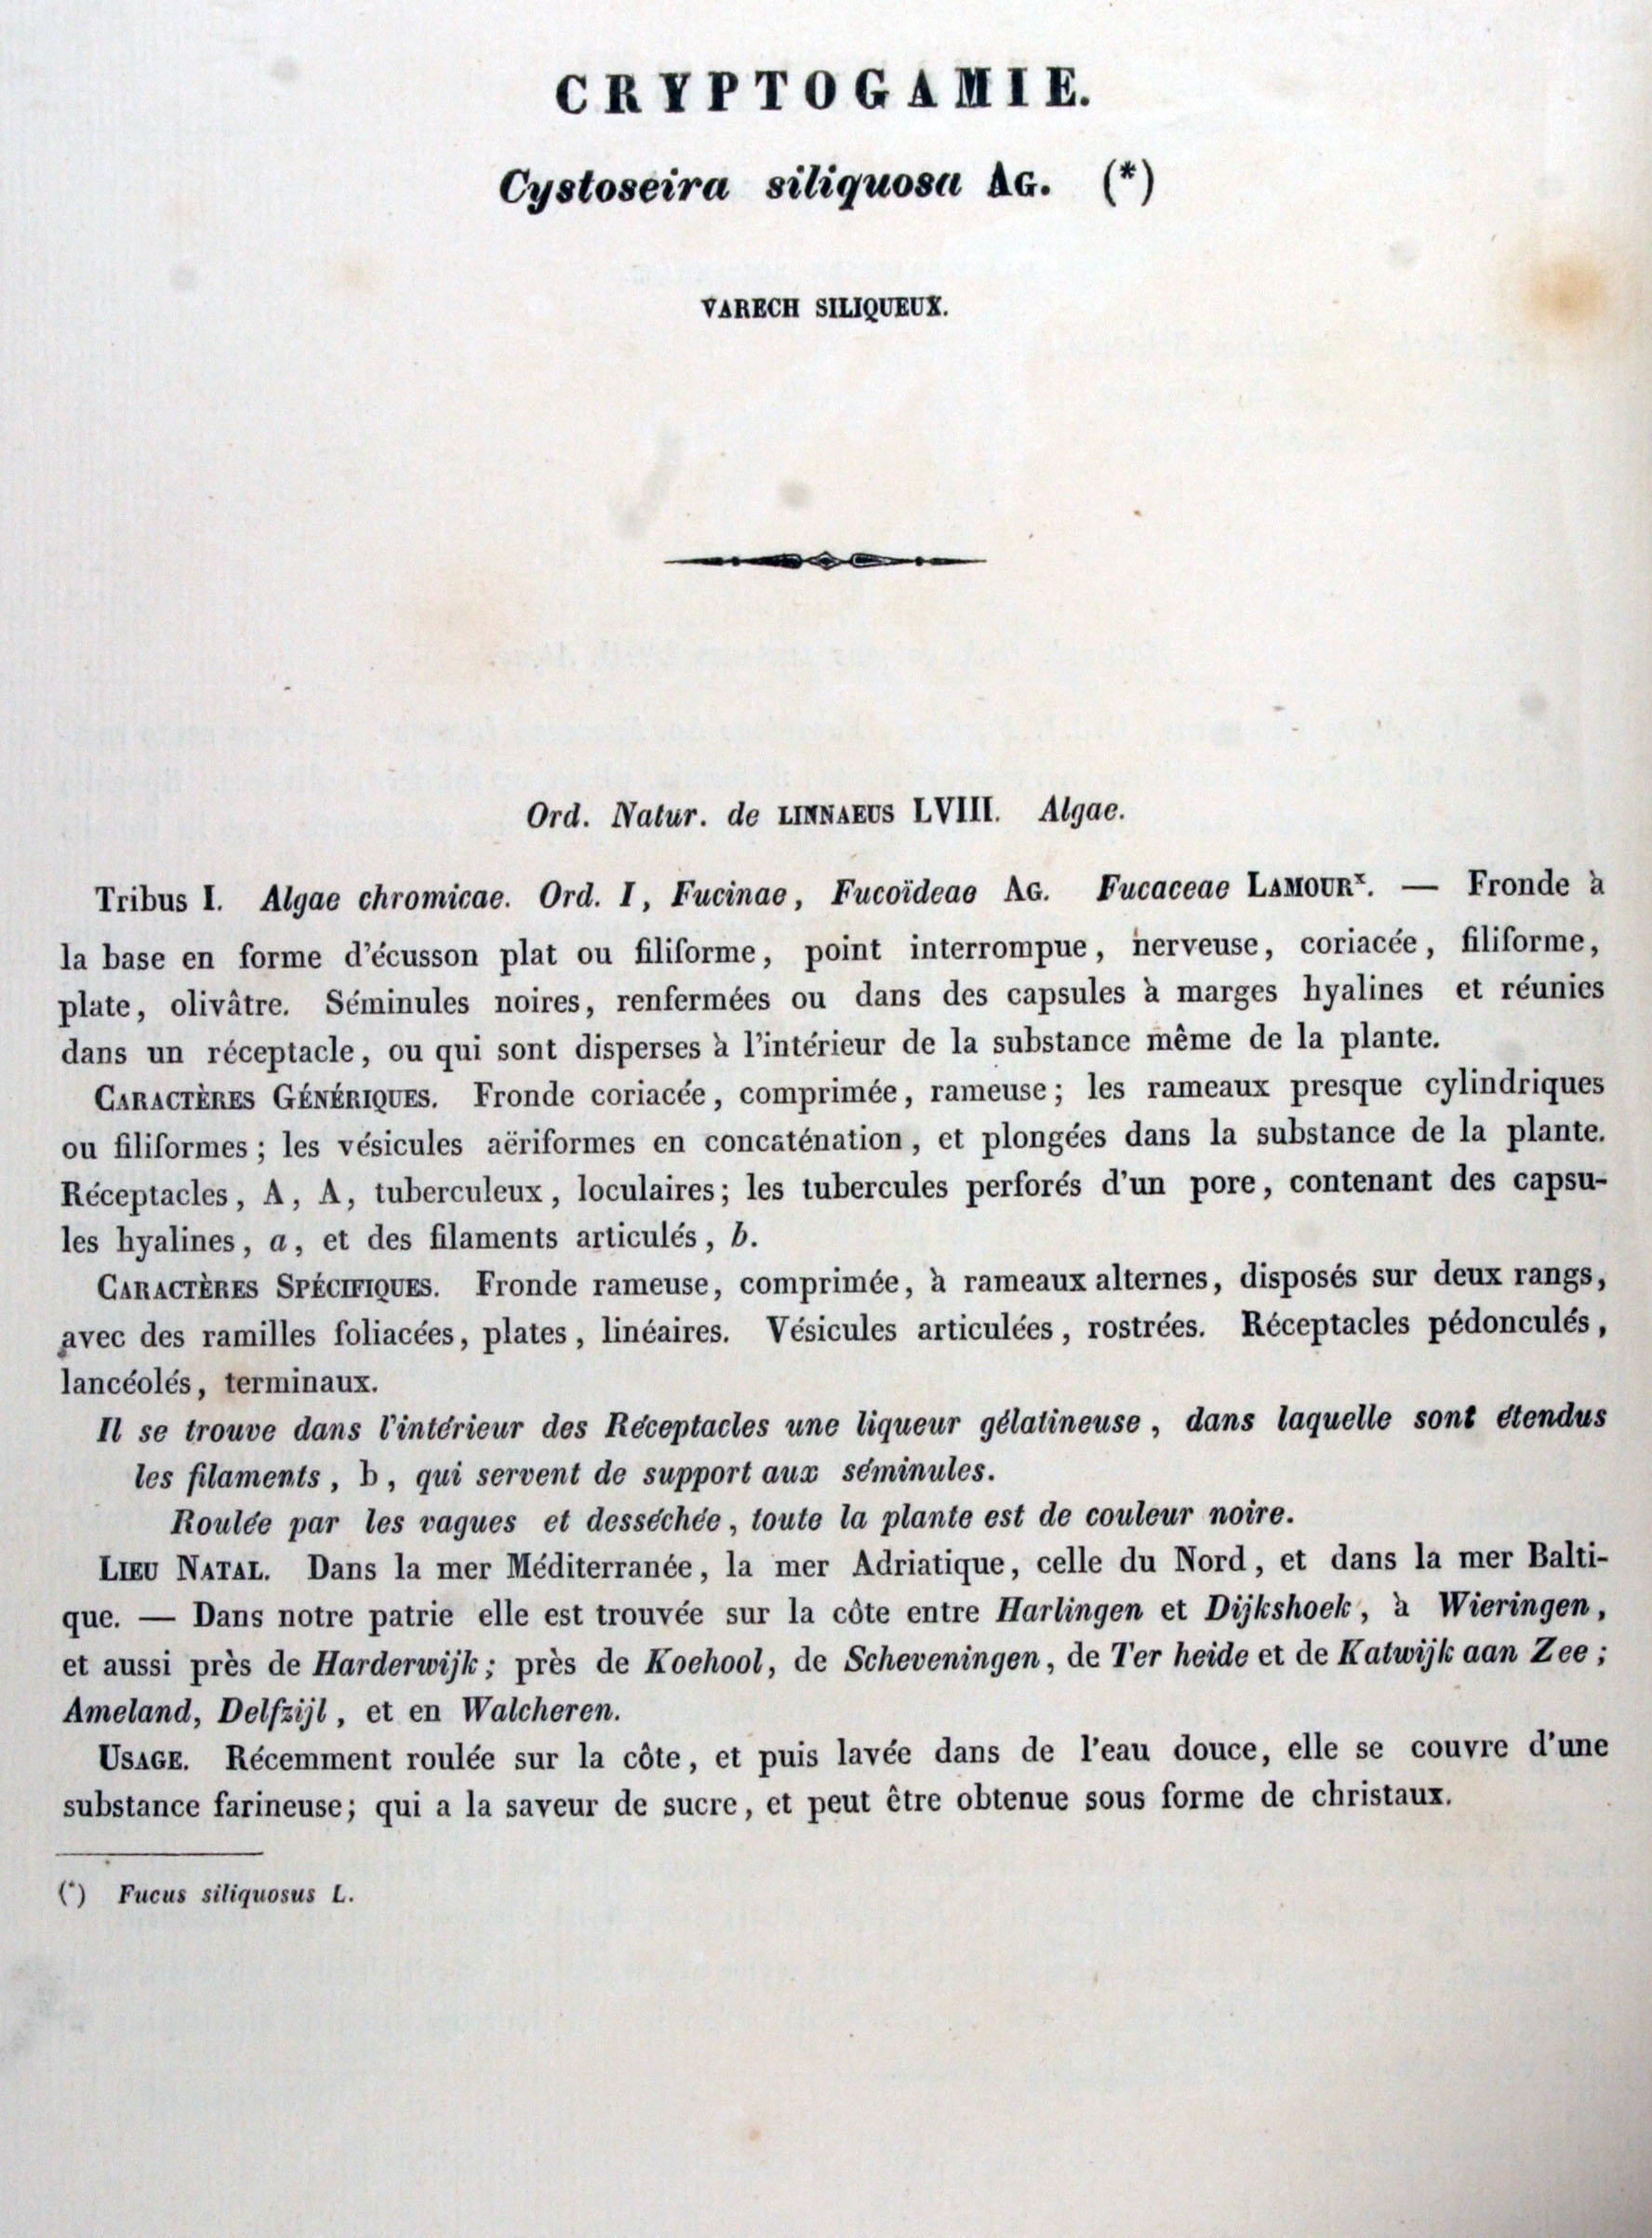 CRYPTOGAMIE.
Cystoseira siliquosa AG. (*)
VARECH SILIQUEUX.
Ord. Natur. de LINNAEUS LVIII. Algae.
Tribus I. Algae chromicae. Ord. I, Fucinae, Fucoïdeae AG. Fucaceae LAMOURx. — Fronde à
la base en forme d'écusson plat ou filiforme, point interrompue, nerveuse, coriacée, filiforme,
plate, olivâtre. Séminules noires, renfermées ou dans des capsules à marges hyalines et réunies
dans un réceptacle, ou qui sont disperses à l'intérieur de la substance même de la plante.
CARACTÈRES GÉNÉRIQUES. Fronde coriacée, comprimée, rameuse; les rameaux presque cylindriques
ou filiformes; les vésicules aëriformes en concaténation, et plongées dans la substance de la plante.
Réceptacles, A, A, tuberculeux, loculaires; les tubercules perforés d'un pore, contenant des capsu-
les hyalines, a, et des filaments articulés, b.
CARACTÈRES SPÉCIFIQUES. Fronde rameuse, comprimée, à rameaux alternes, disposés sur deux rangs,
avec des ramilles foliacées, plates, linéaires. Vésicules articulées, rostrées. Réceptacles pédonculés,
lancéolés, terminaux.
Il se trouve dans l'intérieur des Réceptacles une liqueur gélatineuse, dans laquelle sont étendus
les filaments, b, qui servent de support aux séminules.
Roulée par les vagues et desséchée, toute la plante est de couleur noire.
LIEU NATAL. Dans la mer Méditerranée, la mer Adriatique, celle du Nord, et dans la mer Balti-
que. — Dans notre patrie elle est trouvée sur la côte entre Harlingen et Dijkshoek, à Wieringen,
et aussi près de Harderwijk; près de Koehool, de Scheveningen, de Ter heide et de Katwijk aan Zee;
Ameland, Delfzijl, et en Walcheren.
USAGE. Récemment roulée sur la côte, et puis lavée dans de l'eau douce, elle se couvre d'une
substance farineuse; qui a la saveur de sucre, et peut être obtenue sous forme de christaux.
(*) Fucus siliquosus L.